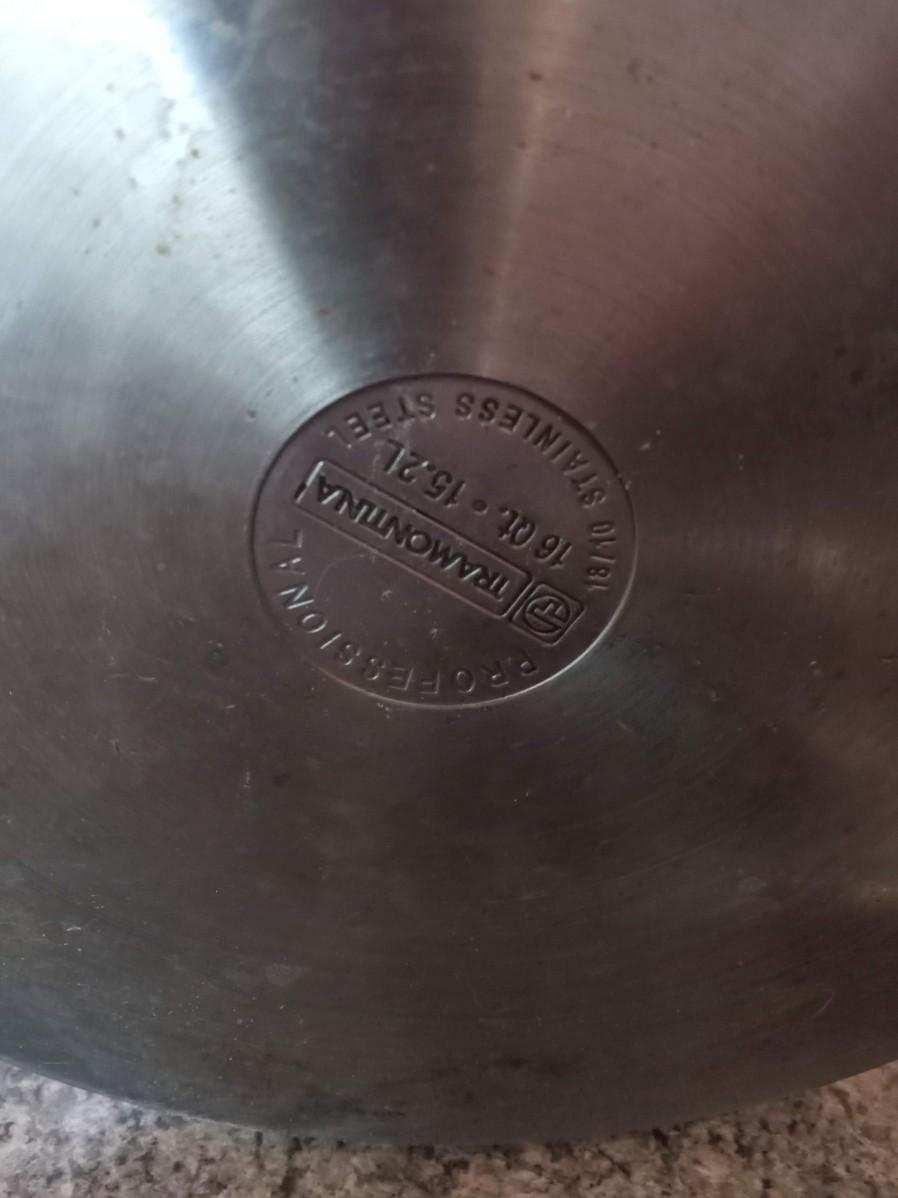 PROFESSIONAL
TRAMONTINA
16 Qt. • 15.2L
18/10 STAINLESS STEEL